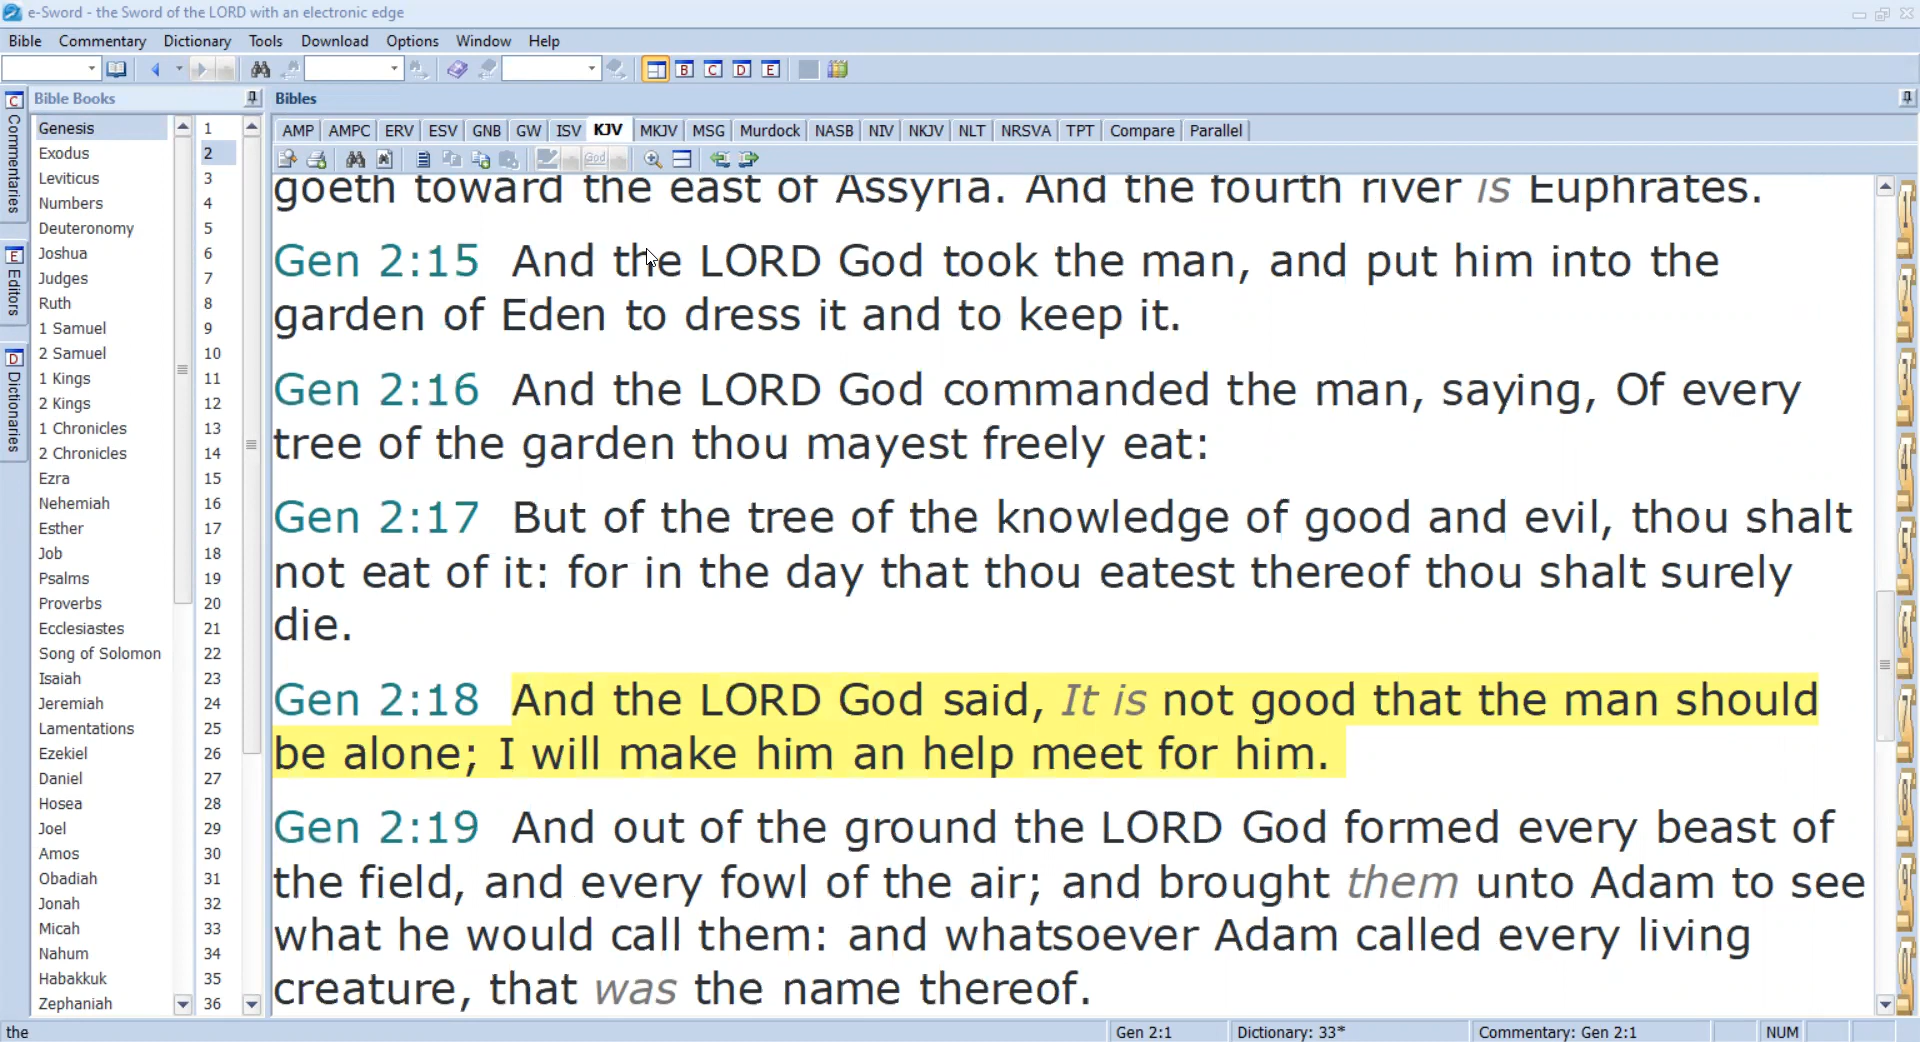 e-Sword - the Sword of the LORD with an electronic edge
Bible Commentary Dictionary Tools Download Options Window Help
B C D E
C Commentaries
E Editors
D Dictionaries
Bible Books
Genesis
Exodus
Leviticus
Numbers
Deuteronomy
Joshua
Judges
Ruth
1 Samuel
2 Samuel
1 Kings
2 Kings
1 Chronicles
2 Chronicles
Ezra
Nehemiah
Esther
Job
Psalms
Proverbs
Ecclesiastes
Song of Solomon
Isaiah
Jeremiah
Lamentations
Ezekiel
Daniel
Hosea
Joel
Amos
Obadiah
Jonah
Micah
Nahum
Habakkuk
Zephaniah
1
2
3
4
5
6
7
8
9
10
11
12
13
14
15
16
17
18
19
20
21
22
23
24
25
26
27
28
29
30
31
32
33
34
35
36
Bibles
AMP AMPC ERV ESV GNB GW ISV KJV MKJV MSG Murdock NASB NIV NKJV NLT NRSVA TPT Compare Parallel
God
goeth toward the east of Assyria. And the fourth river is Euphrates.
Gen 2:15 And the LORD God took the man, and put him into the
garden of Eden to dress it and to keep it.
Gen 2:16 And the LORD God commanded the man, saying, Of every
tree of the garden thou mayest freely eat:
Gen 2:17 But of the tree of the knowledge of good and evil, thou shalt
not eat of it: for in the day that thou eatest thereof thou shalt surely
die.
Gen 2:18 And the LORD God said, It is not good that the man should
be alone; I will make him an help meet for him.
Gen 2:19 And out of the ground the LORD God formed every beast of
the field, and every fowl of the air; and brought them unto Adam to see
what he would call them: and whatsoever Adam called every living
creature, that was the name thereof.
1
2
3
4
5
6
7
8
9
0
the Gen 2:1 Dictionary: 33* Commentary: Gen 2:1 NUM